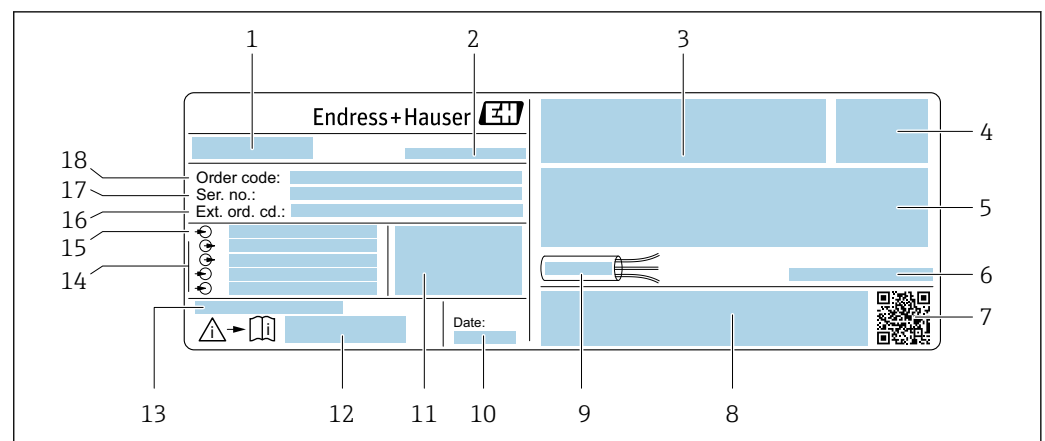 1 2 3
Endress+Hauser EH
4
18 Order code:
17 Ser. no.:
16 Ext. ord. cd.:
5
15
14
6
13
i i
Date:
7
12 11 10 9 8